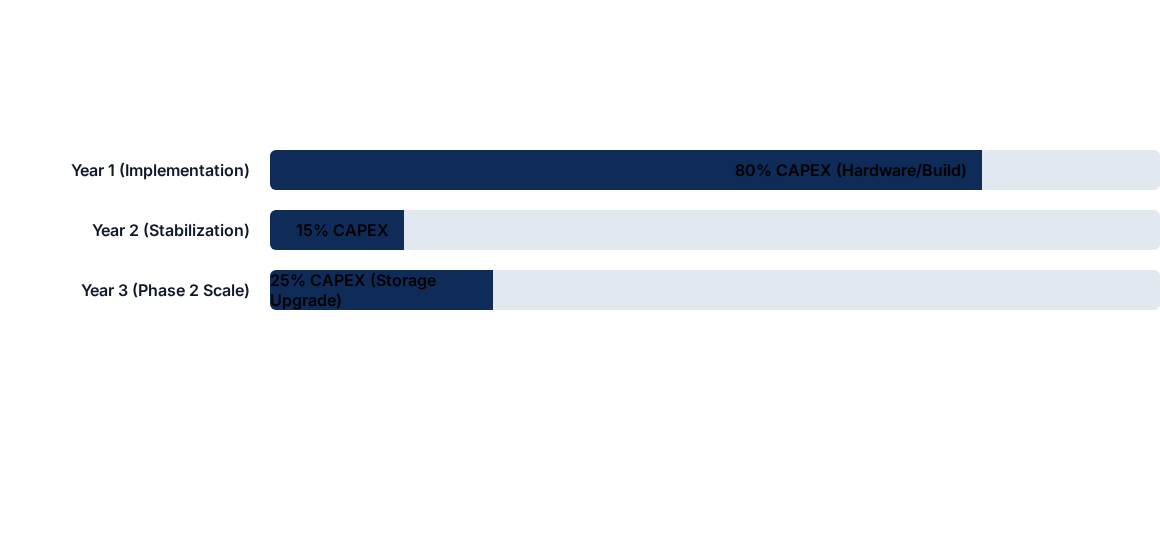 Year 1 (Implementation)
80% CAPEX (Hardware/Build)
Year 2 (Stabilization)
15% CAPEX
Year 3 (Phase 2 Scale)
25% CAPEX (Storage
Upgrade)